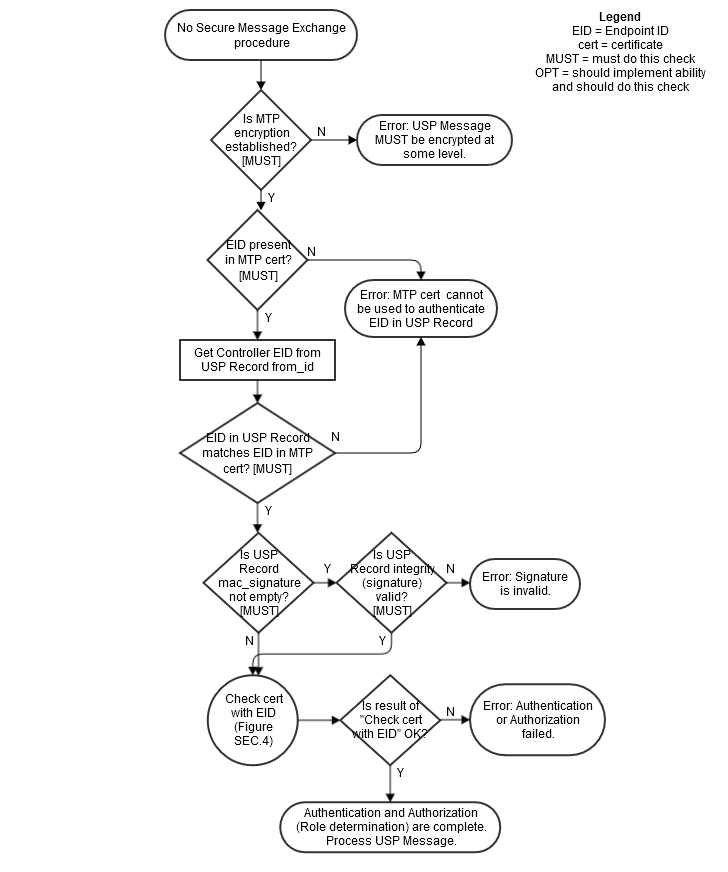 No Secure Message Exchange
procedure
Legend
EID = Endpoint ID
cert = certificate
MUST = must do this check
OPT = should implement ability
and should do this check
Is MTP
encryption
established?
[MUST]
N
Error: USP Message
MUST be encrypted at
some level.
Y
EID present
in MTP cert?
[MUST]
N
Error: MTP cert cannot
be used to authenticate
EID in USP Record
Y
Get Controller EID from
USP Record from_id
EID in USP Record
matches EID in MTP
cert? [MUST]
N
Y
Is USP
Record
mac_signature
not empty?
[MUST]
Y
Is USP
Record integrity
(signature)
valid?
[MUST]
N
Error: Signature
is invalid.
N
Y
Check cert
with EID
(Figure
SEC.4)
Is result of
"Check cert
with EID" OK?
N
Error: Authentication
or Authorization
failed.
Y
Authentication and Authorization
(Role determination) are complete.
Process USP Message.